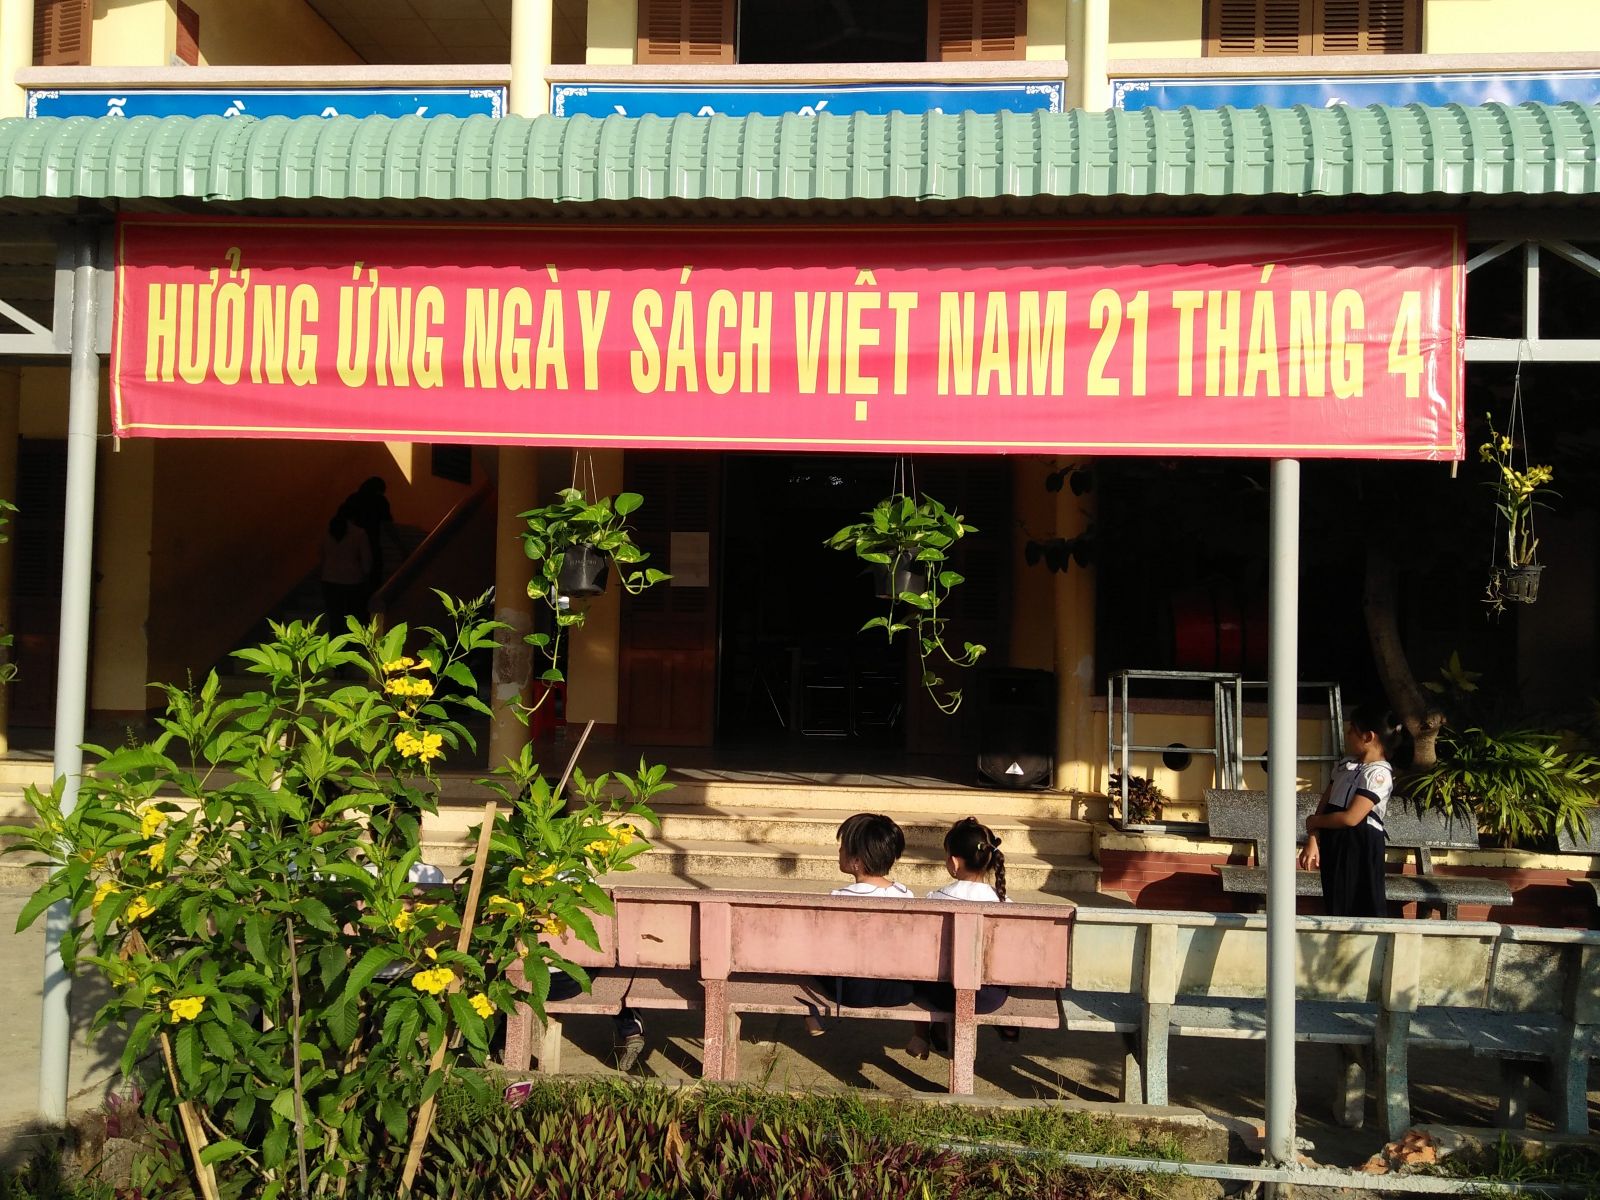 HƯỞNG ỨNG NGÀY SÁCH VIỆT NAM 21 THÁNG 4